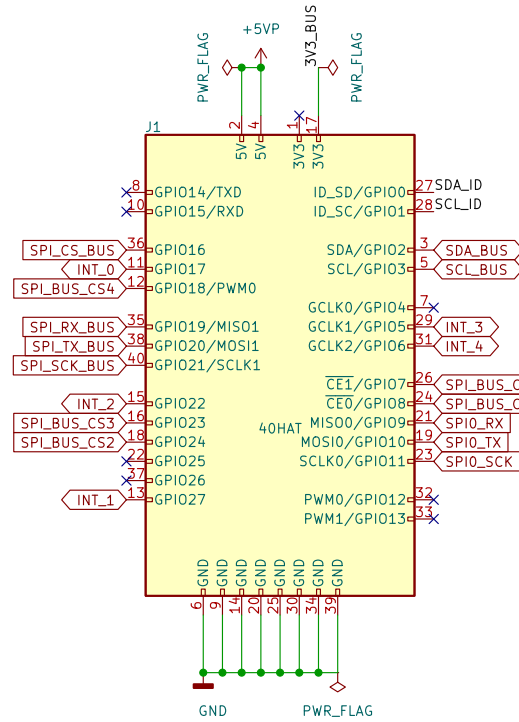 +5VP
PWR_FLAG
3V3_BUS
PWR_FLAG
J1
2 4 1 17
5V 5V 3V3 3V3
8 GPIO14/TXD ID_SD/GPIO0 27 SDA_ID
10 GPIO15/RXD ID_SC/GPIO1 28 SCL_ID
SPI_CS_BUS 36 GPIO16 SDA/GPIO2 3 SDA_BUS
INT_0 11 GPIO17 SCL/GPIO3 5 SCL_BUS
SPI_BUS_CS4 12 GPIO18/PWM0
GCLK0/GPIO4 7
SPI_RX_BUS 35 GPIO19/MISO1 GCLK1/GPIO5 29 INT_3
SPI_TX_BUS 38 GPIO20/MOSI1 GCLK2/GPIO6 31 INT_4
SPI_SCK_BUS 40 GPIO21/SCLK1
CE1/GPIO7 26 SPI_BUS_C
INT_2 15 GPIO22 CE0/GPIO8 24 SPI_BUS_C
SPI_BUS_CS3 16 GPIO23 MISO0/GPIO9 21 SPI0_RX
40HAT
SPI_BUS_CS2 18 GPIO24 MOSI0/GPIO10 19 SPI0_TX
22 GPIO25 SCLK0/GPIO11 23 SPI0_SCK
37 GPIO26
INT_1 13 GPIO27 PWM0/GPIO12 32
PWM1/GPIO13 33
GND GND GND GND GND GND GND GND
6 9 14 20 25 30 34 39
GND PWR_FLAG